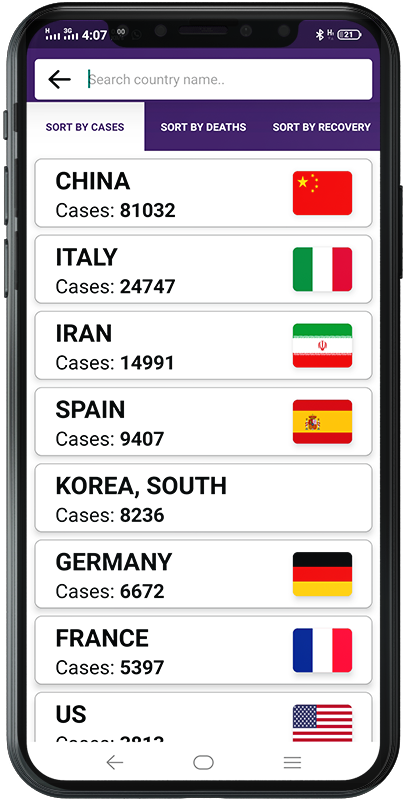 H 3G 4:07 21
Search country name..
SORT BY CASES SORT BY DEATHS SORT BY RECOVERY
CHINA
Cases: 81032
ITALY
Cases: 24747
IRAN
Cases: 14991
SPAIN
Cases: 9407
KOREA, SOUTH
Cases: 8236
GERMANY
Cases: 6672
FRANCE
Cases: 5397
US